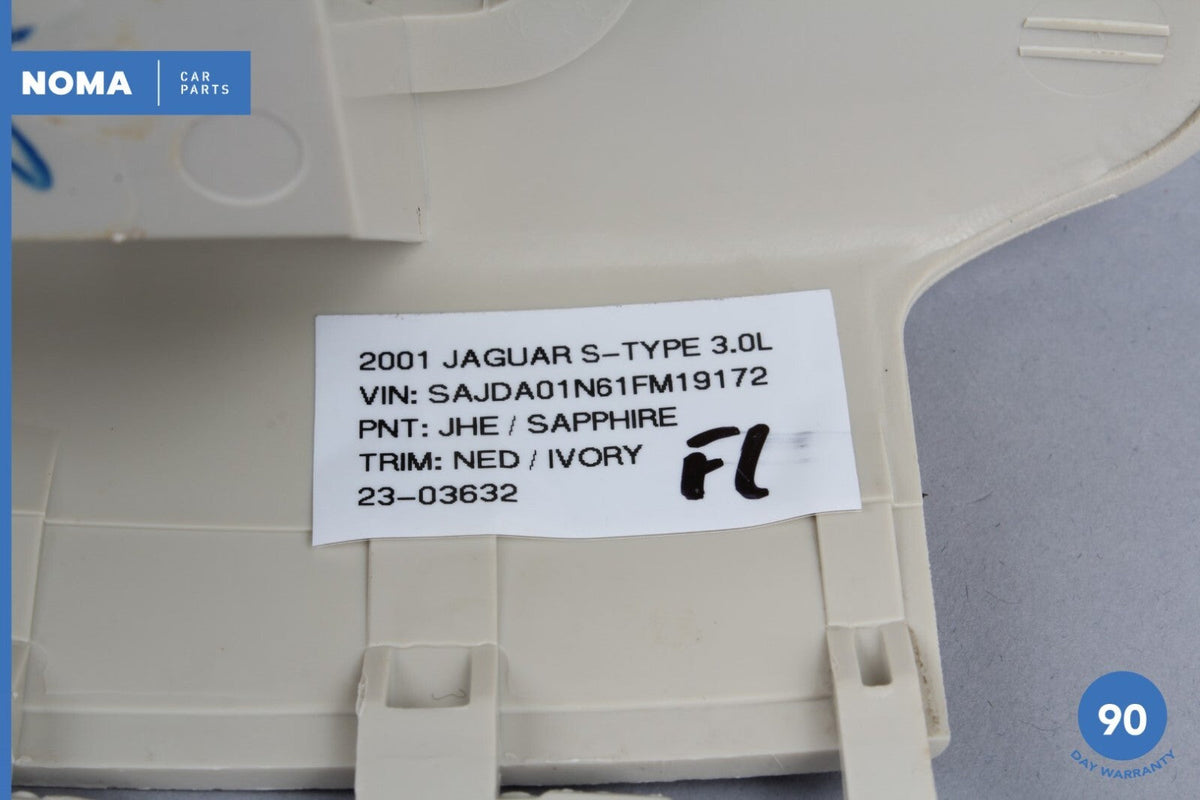 NOMA
CAR
PARTS
2001 JAGUAR S-TYPE 3.0L
VIN: SAJDA01N61FM19172
PNT: JHE / SAPPHIRE
TRIM: NED / IVORY
23-03632
FL
90
DAY WARRANTY